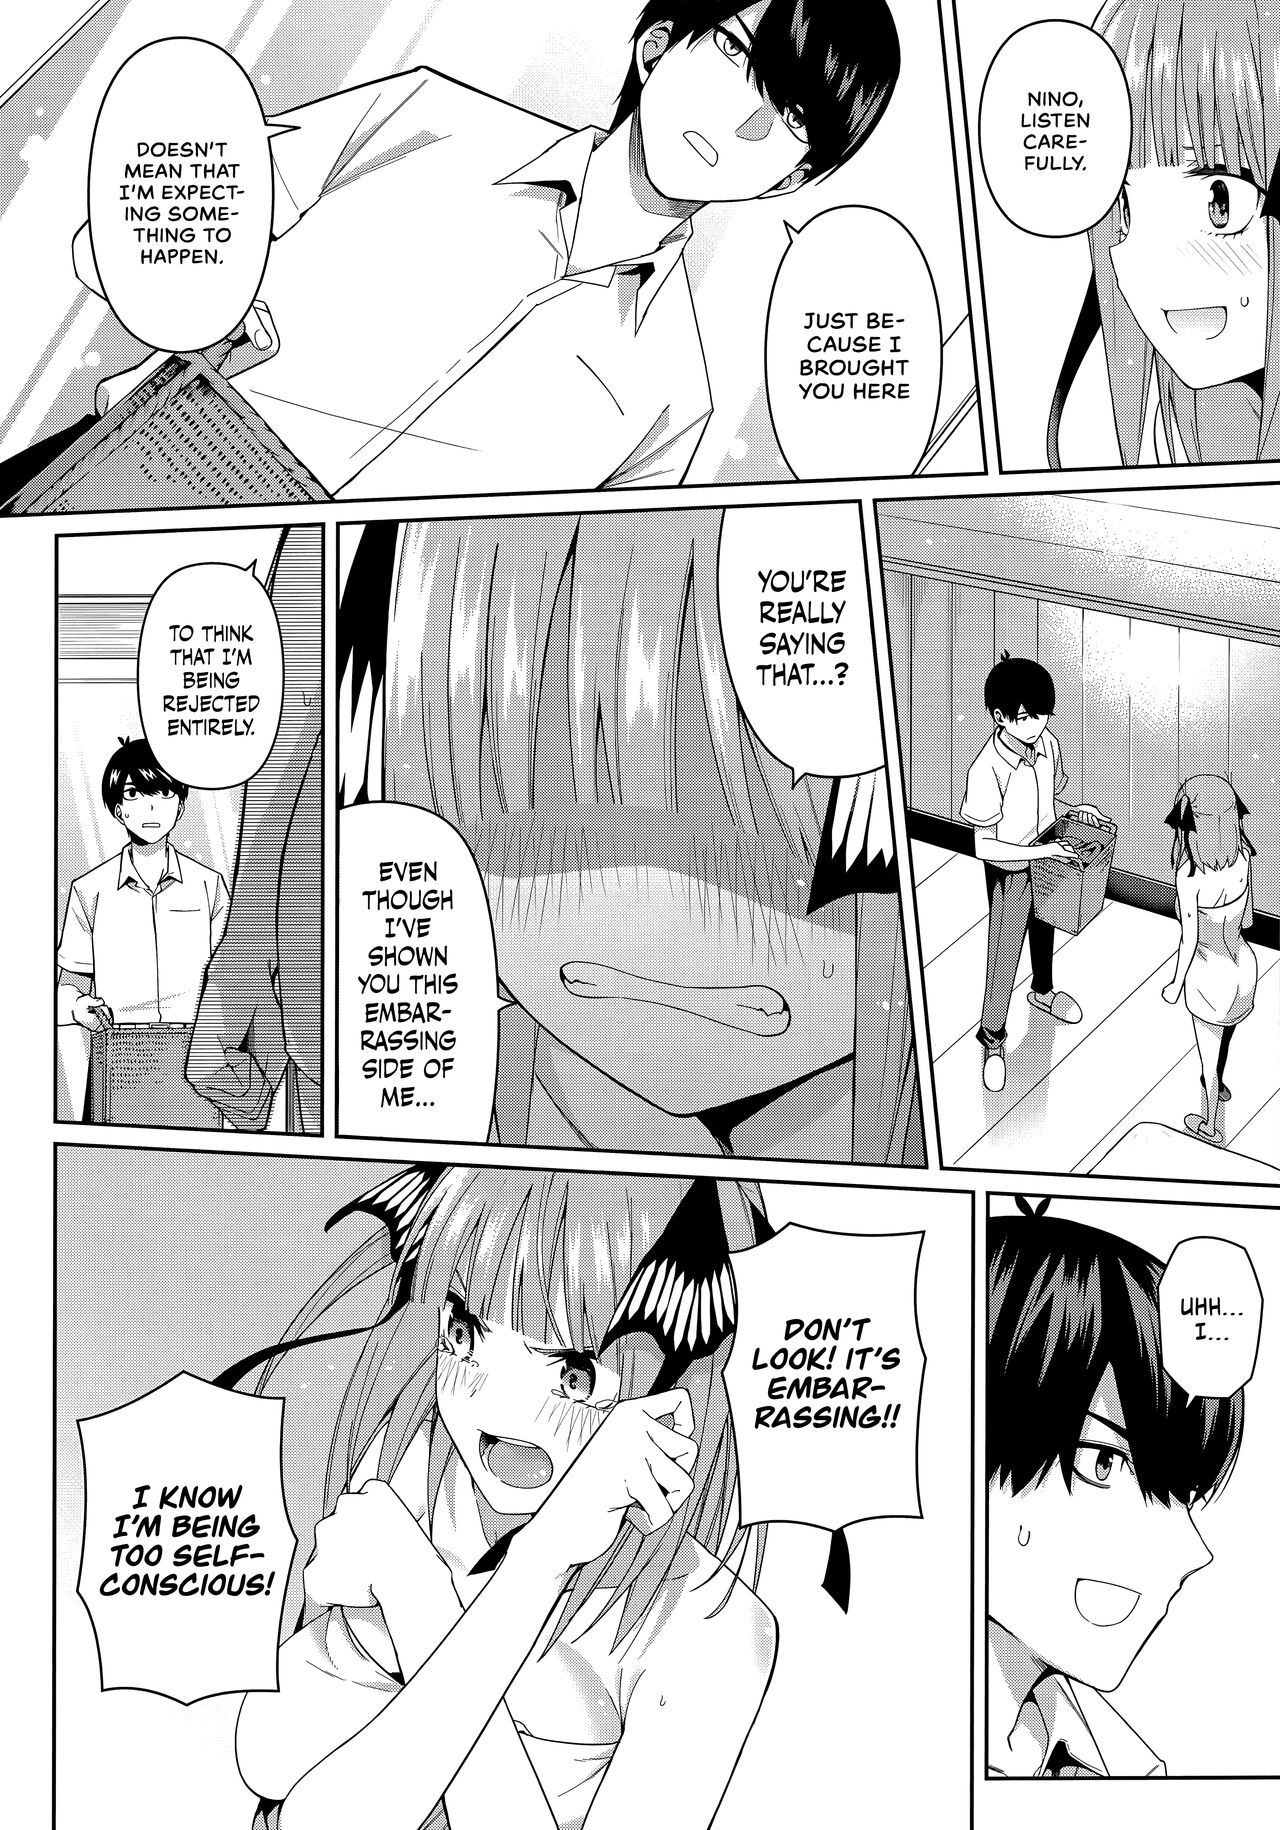 NINO,
LISTEN
CARE-
FULLY.
JUST BE-
CAUSE I
BROUGHT
YOU HERE
DOESN'T
MEAN THAT
I'M EXPECT-
ING SOME-
THING TO
HAPPEN.
YOU'RE
REALLY
SAYING
THAT...?
EVEN
THOUGH
I'VE
SHOWN
YOU THIS
EMBAR-
RASSING
SIDE OF
ME...
TO THINK
THAT I'M
BEING
REJECTED
ENTIRELY.
UHH...
I...
DON'T
LOOK! IT'S
EMBAR-
RASSING!!
I KNOW
I'M BEING
TOO SELF-
CONSCIOUS!